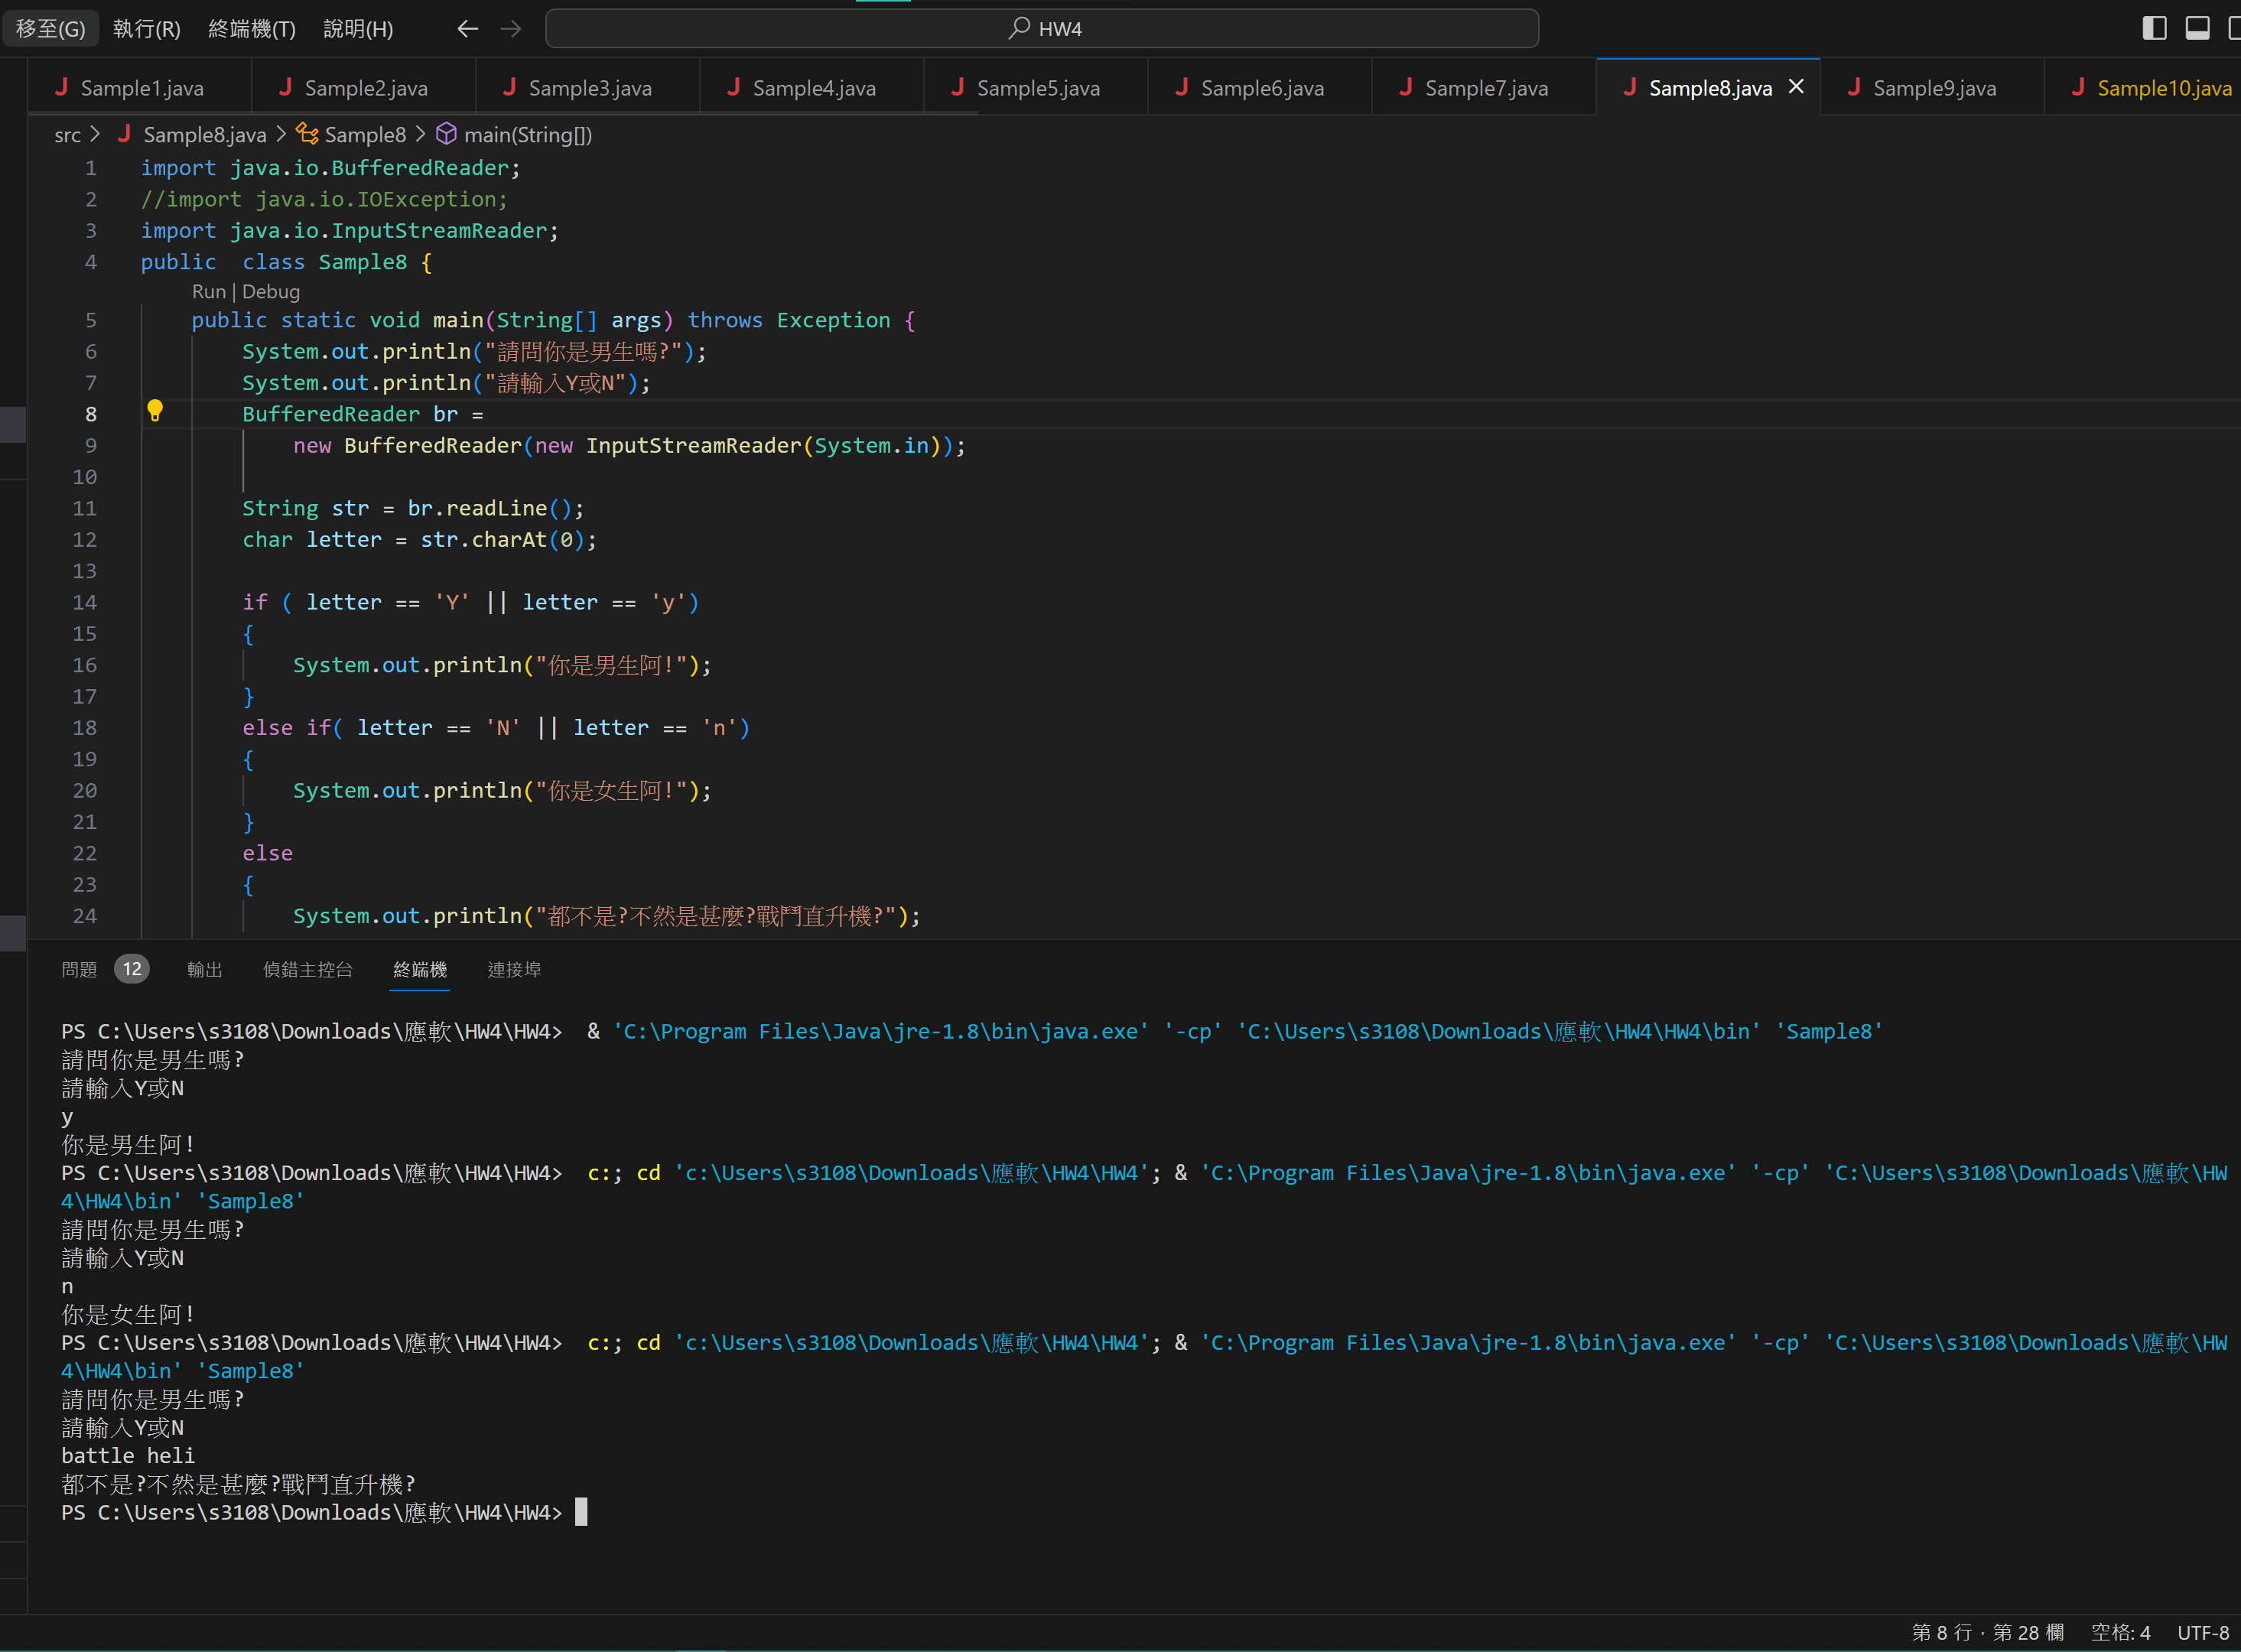 移至(G) 執行(R) 終端機(T) 說明(H) HW4
Sample1.java Sample2.java Sample3.java Sample4.java Sample5.java Sample6.java Sample7.java Sample8.java Sample9.java Sample10.java
src > Sample8.java > Sample8 > main(String[])
1 import java.io.BufferedReader;
2 //import java.io.IOException;
3 import java.io.InputStreamReader;
4 public  class Sample8 {
Run | Debug
5 public static void main(String[] args) throws Exception {
6 System.out.println("請問你是男生嗎?");
7 System.out.println("請輸入Y或N");
8 BufferedReader br =
9 new BufferedReader(new InputStreamReader(System.in));
10
11 String str = br.readLine();
12 char letter = str.charAt(0);
13
14 if ( letter == 'Y' || letter == 'y')
15 {
16 System.out.println("你是男生阿!");
17 }
18 else if( letter == 'N' || letter == 'n')
19 {
20 System.out.println("你是女生阿!");
21 }
22 else
23 {
24 System.out.println("都不是?不然是甚麼?戰鬥直升機?");
問題 12 輸出 偵錯主控台 終端機 連接埠
PS C:\Users\s3108\Downloads\應軟\HW4\HW4>  & 'C:\Program Files\Java\jre-1.8\bin\java.exe' '-cp' 'C:\Users\s3108\Downloads\應軟\HW4\HW4\bin' 'Sample8'
請問你是男生嗎?
請輸入Y或N
y
你是男生阿!
PS C:\Users\s3108\Downloads\應軟\HW4\HW4>  c:; cd 'c:\Users\s3108\Downloads\應軟\HW4\HW4'; & 'C:\Program Files\Java\jre-1.8\bin\java.exe' '-cp' 'C:\Users\s3108\Downloads\應軟\HW
4\HW4\bin' 'Sample8'
請問你是男生嗎?
請輸入Y或N
n
你是女生阿!
PS C:\Users\s3108\Downloads\應軟\HW4\HW4>  c:; cd 'c:\Users\s3108\Downloads\應軟\HW4\HW4'; & 'C:\Program Files\Java\jre-1.8\bin\java.exe' '-cp' 'C:\Users\s3108\Downloads\應軟\HW
4\HW4\bin' 'Sample8'
請問你是男生嗎?
請輸入Y或N
battle heli
都不是?不然是甚麼?戰鬥直升機?
PS C:\Users\s3108\Downloads\應軟\HW4\HW4>
第 8 行，第 28 欄 空格: 4 UTF-8